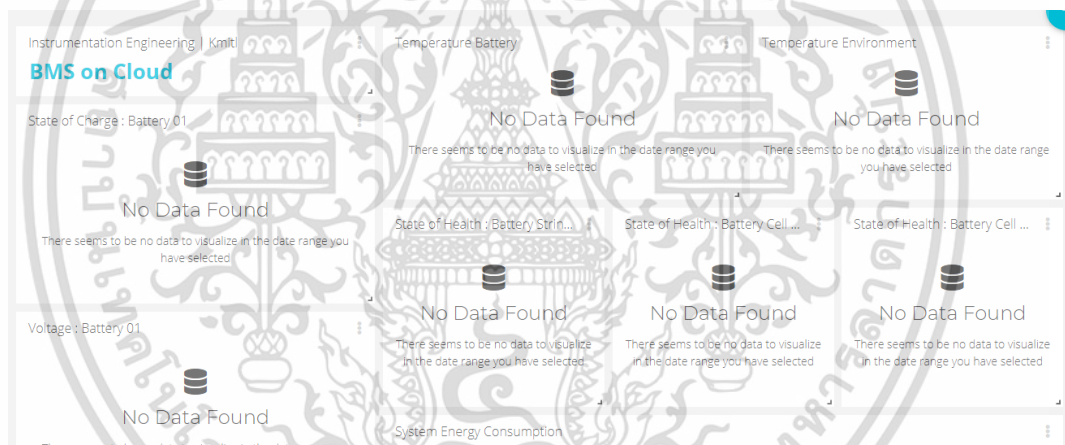 Instrumentation Engineering | Kmitl
BMS on Cloud
State of Charge : Battery 01
No Data Found
There seems to be no data to visualize in the date range you
have selected
Voltage : Battery 01
No Data Found
Temperature Battery
No Data Found
There seems to be no data to visualize in the date range you
have selected
Temperature Environment
No Data Found
There seems to be no data to visualize in the date range
you have selected
State of Health : Battery Strin...
No Data Found
There seems to be no data to visualize
in the date range you have selected
State of Health : Battery Cell ...
No Data Found
There seems to be no data to visualize
in the date range you have selected
State of Health : Battery Cell ...
No Data Found
There seems to be no data to visualize
in the date range you have selected
System Energy Consumption